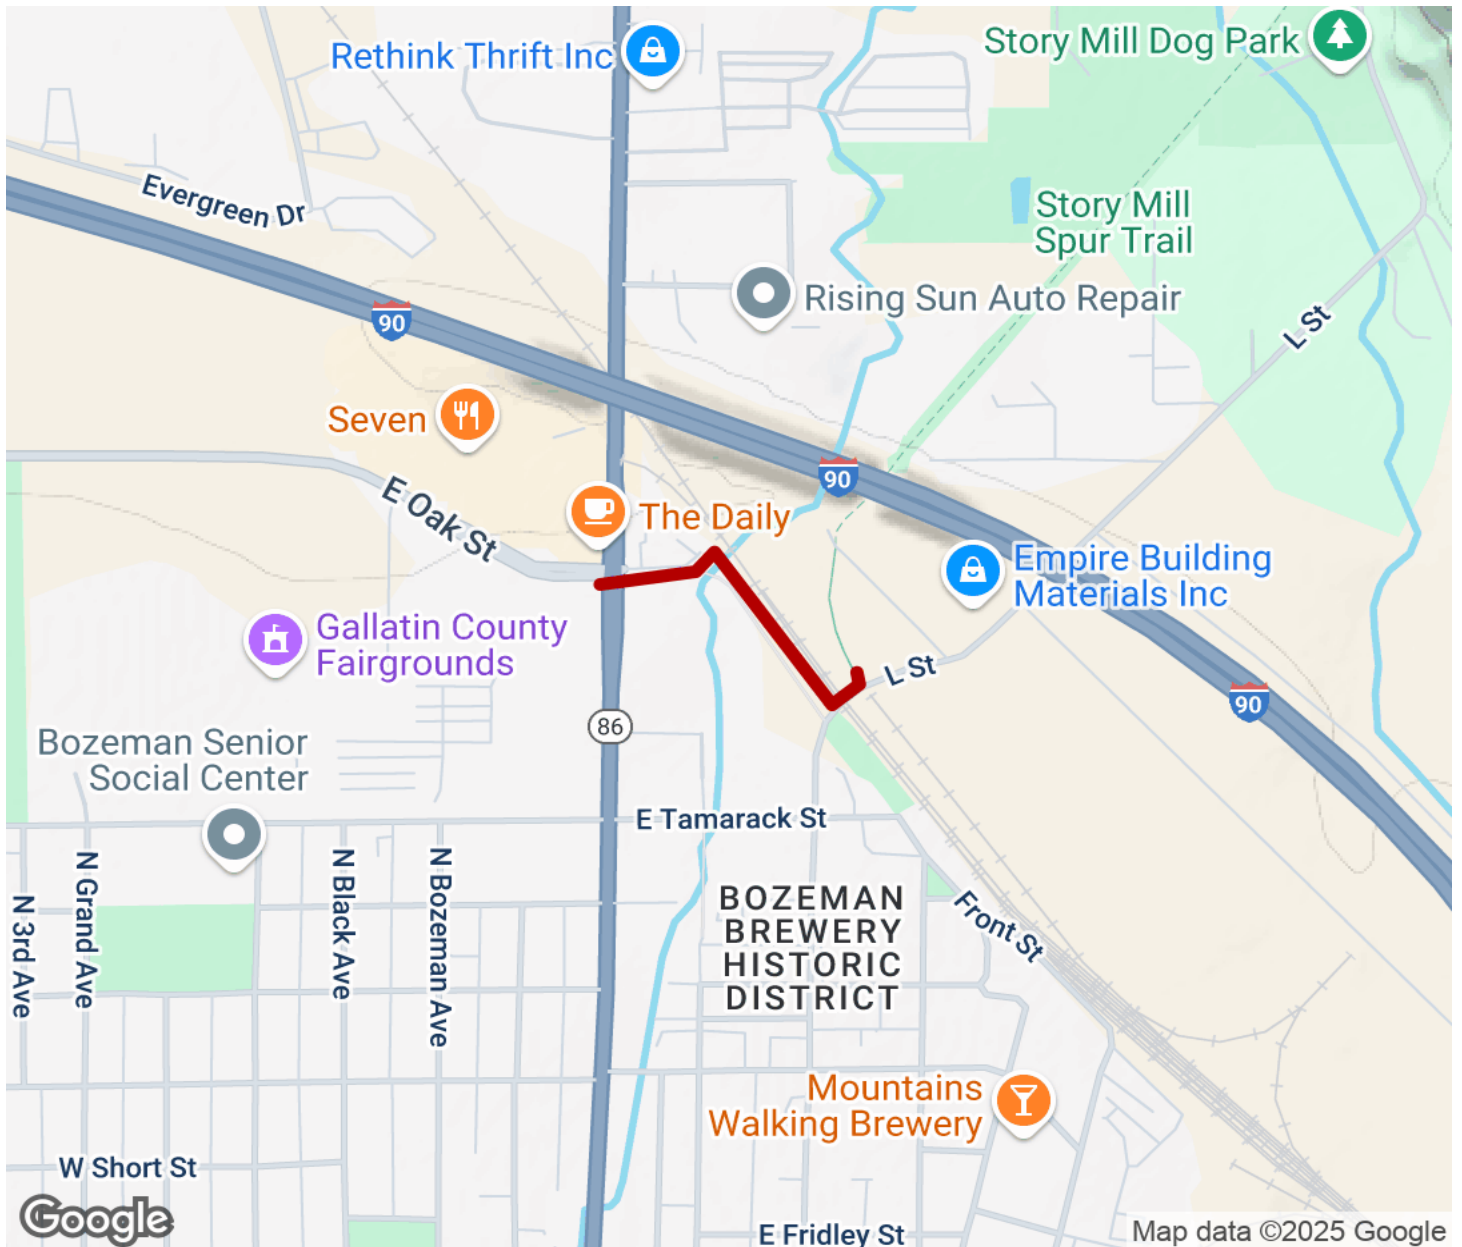 Rethink Thrift Inc
Story Mill Dog Park
Evergreen Dr
Story Mill
Spur Trail
Rising Sun Auto Repair
90
L St
Seven
90
E Oak St
The Daily
Empire Building
Materials Inc
Gallatin County
Fairgrounds
L St
90
86
Bozeman Senior
Social Center
E Tamarack St
N 3rd Ave
N Grand Ave
N Black Ave
N Bozeman Ave
BOZEMAN
BREWERY
HISTORIC
DISTRICT
Front St
Mountains
Walking Brewery
W Short St
Google
E Fridley St
Map data ©2025 Google